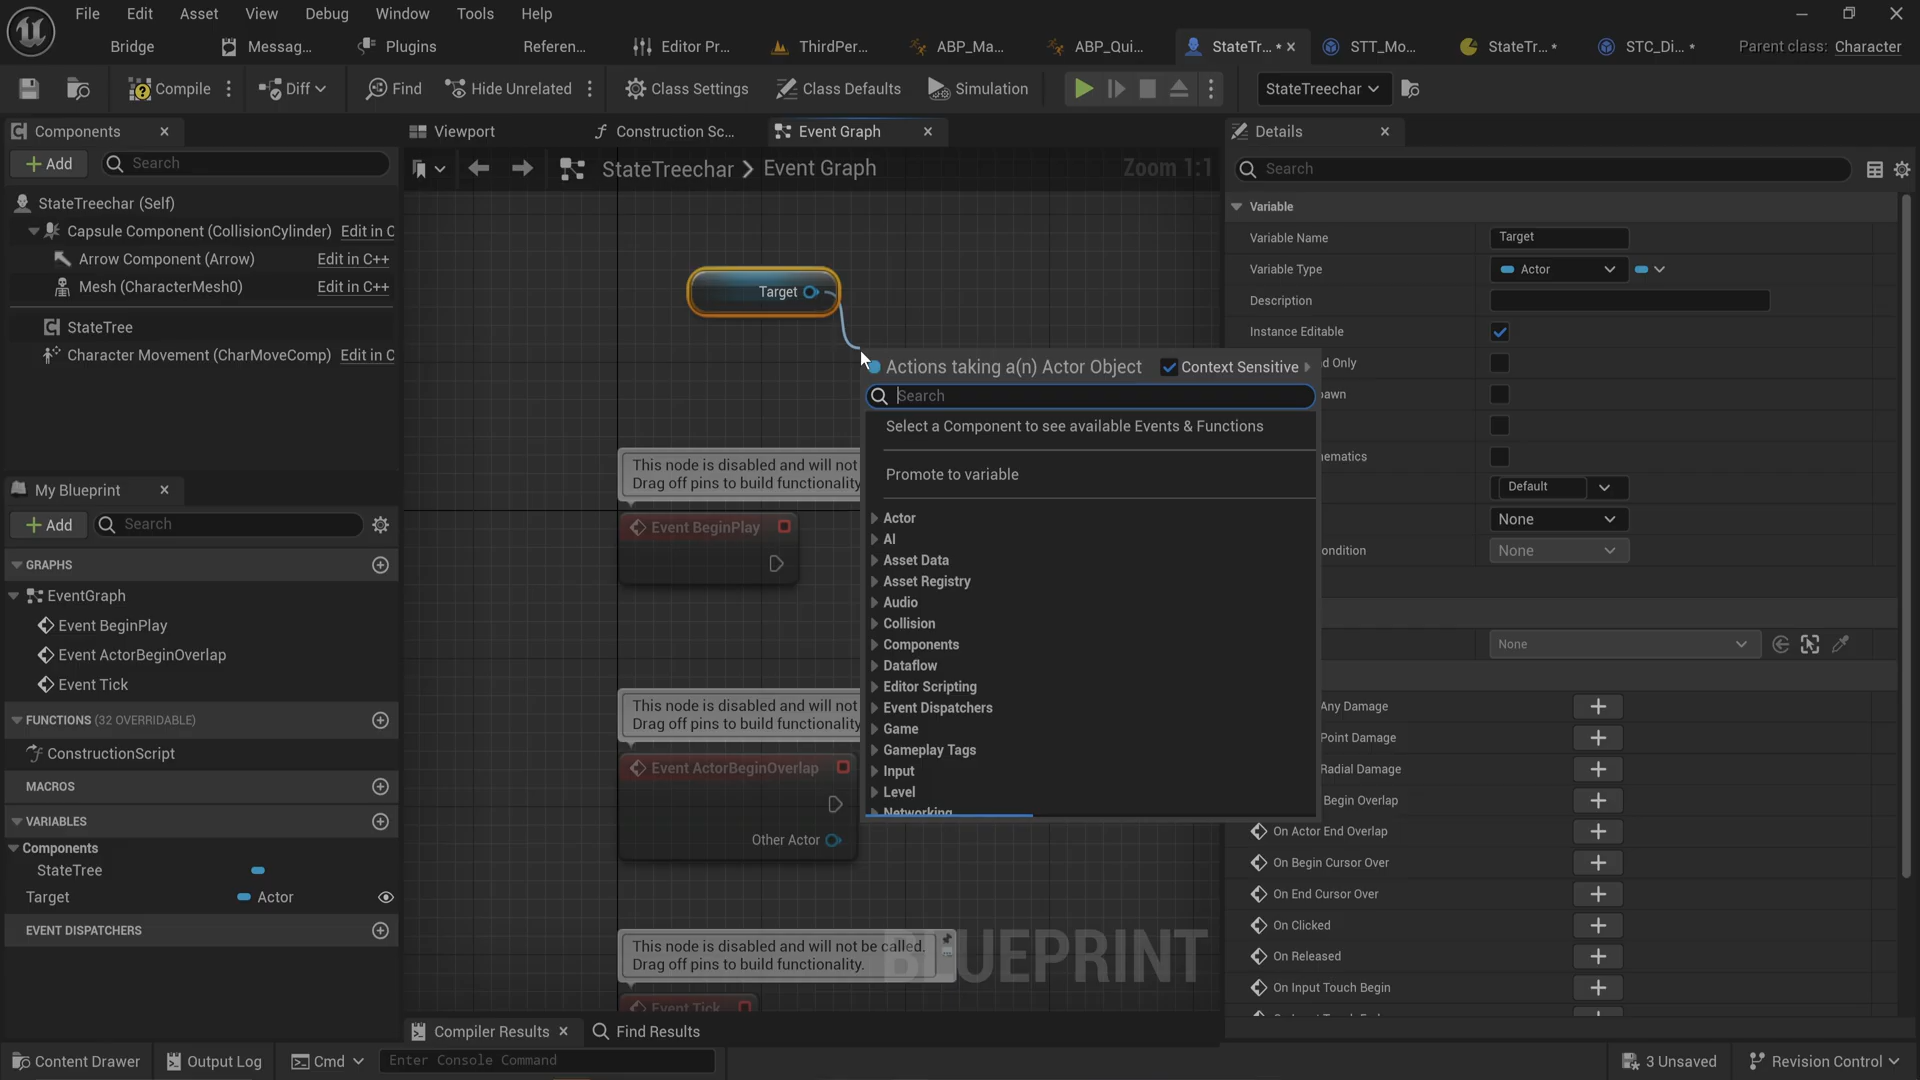 File Edit Asset View Debug Window Tools Help
Bridge Messag... Plugins Referen... Editor Pr... ThirdPer... ABP_Ma... ABP_Qui... StateTr... * STT_Mo... StateTr... * STC_Di... * Parent class: Character
Compile Diff Find Hide Unrelated Class Settings Class Defaults Simulation StateTreechar
Components Viewport Construction Sc... Event Graph Details
Add Search StateTreechar Event Graph Zoom 1:1 Search
StateTreechar (Self)
Capsule Component (CollisionCylinder) Edit in C
Arrow Component (Arrow) Edit in C++
Mesh (CharacterMesh0) Edit in C++
StateTree
Character Movement (CharMoveComp) Edit in C
My Blueprint
Add Search
GRAPHS
EventGraph
Event BeginPlay
Event ActorBeginOverlap
Event Tick
FUNCTIONS (32 OVERRIDABLE)
ConstructionScript
MACROS
VARIABLES
Components
StateTree
Target Actor
EVENT DISPATCHERS
Target
Actions taking a(n) Actor Object Context Sensitive
Search
Select a Component to see available Events & Functions
Promote to variable
Actor
AI
Asset Data
Asset Registry
Audio
Collision
Components
Dataflow
Editor Scripting
Event Dispatchers
Game
Gameplay Tags
Input
Level
Networking
This node is disabled and will not
Drag off pins to build functionality
Event BeginPlay
This node is disabled and will not
Drag off pins to build functionality
Event ActorBeginOverlap
Other Actor
This node is disabled and will not be called.
Drag off pins to build functionality.
Event Tick
BLUEPRINT
Variable
Variable Name Target
Variable Type Actor
Description
Instance Editable
d Only
awn
ematics
Default
None
ondition None
None
Any Damage
Point Damage
Radial Damage
Begin Overlap
On Actor End Overlap
On Begin Cursor Over
On End Cursor Over
On Clicked
On Released
On Input Touch Begin
Compiler Results Find Results
Content Drawer Output Log Cmd Enter Console Command 3 Unsaved Revision Control